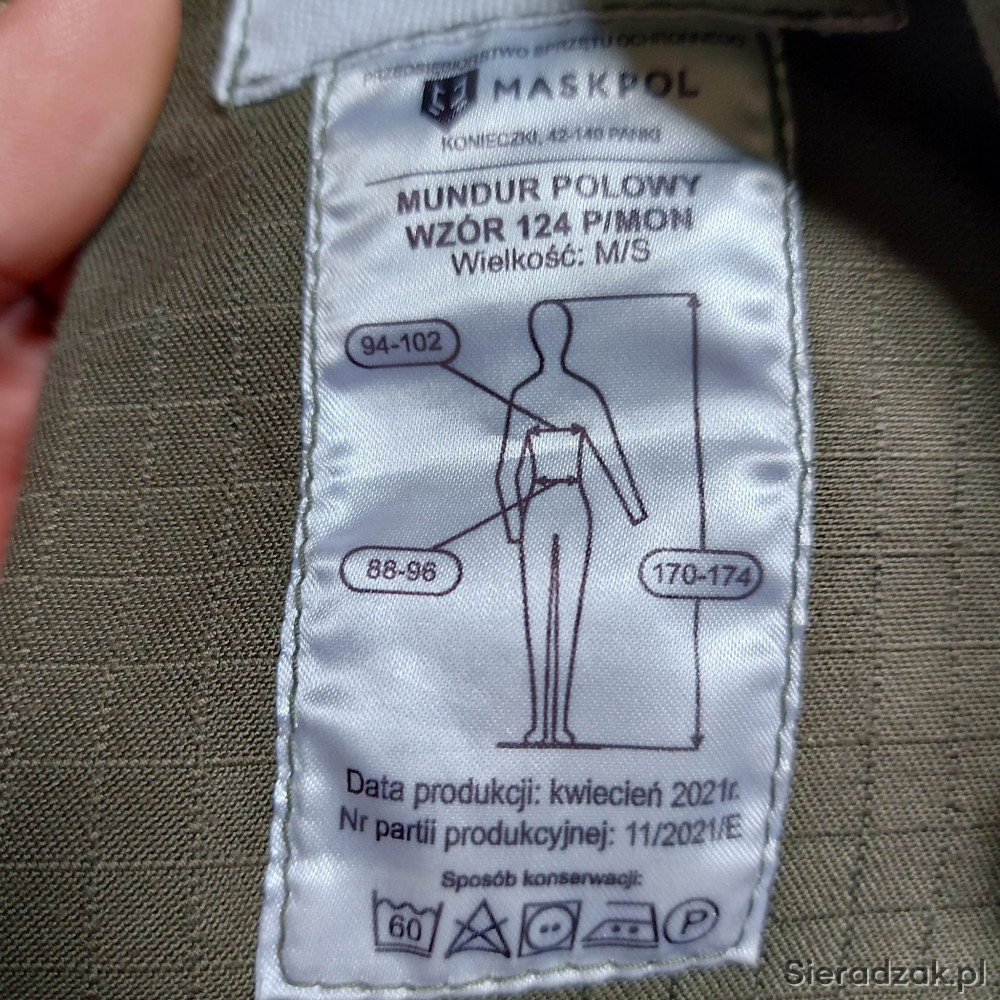 PRZEDSIĘBIORSTWO SPRZĘTU OCHRONNEGO
MASKPOL
KONIECZKI, 42-140 PANKI
MUNDUR POLOWY
WZÓR 124 P/MON
Wielkość: M/S
94-102
88-96
170-174
Data produkcji: kwiecień 2021r.
Nr partii produkcyjnej: 11/2021/E
Sposób konserwacji:
60
P
Sieradzak.pl